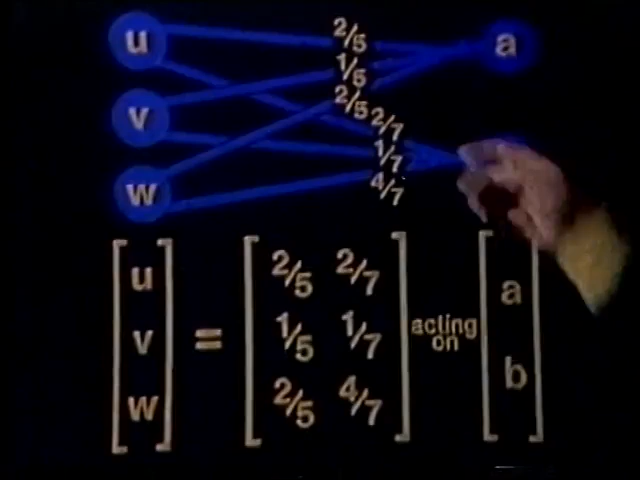 u 2/5 a
1/5
v 2/5
2/7
1/7
w 4/7
u 2/5 2/7 a
v = 1/5 1/7 acting on
w 2/5 4/7 b